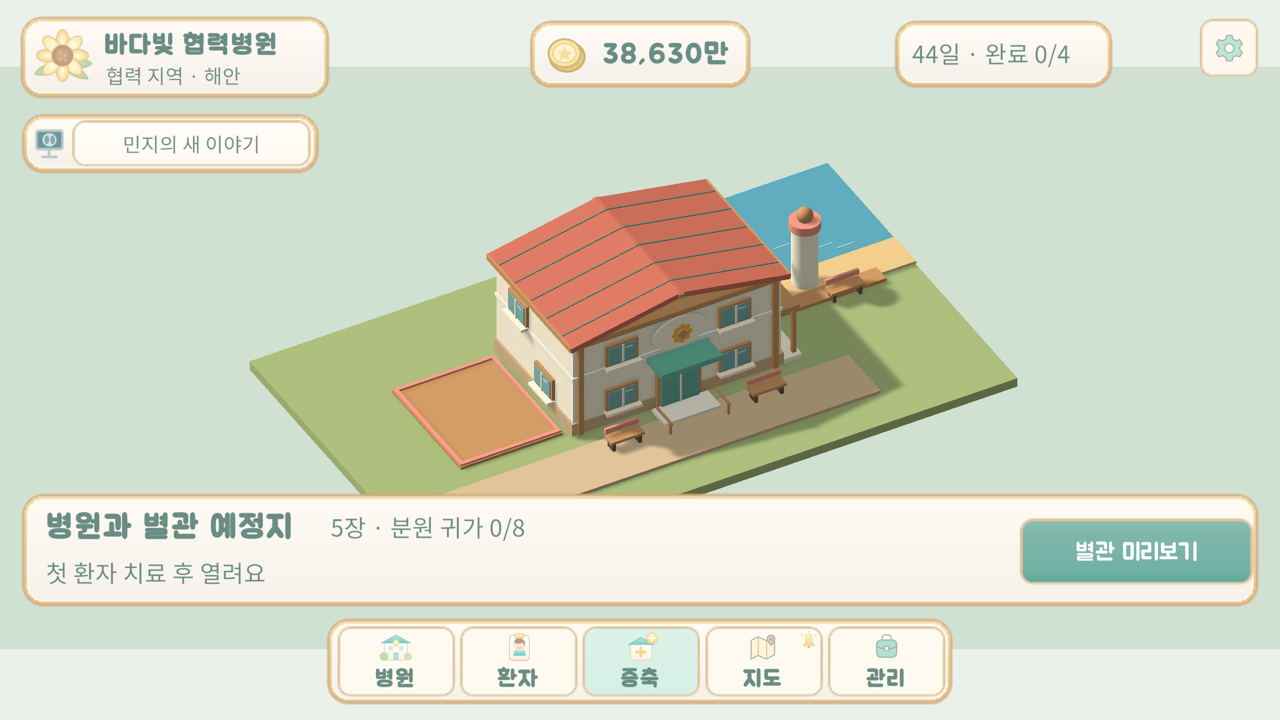 바다빛 협력병원
협력 지역 · 해안
38,630만
44일 · 완료 0/4
민지의 새 이야기
병원과 별관 예정지
5장 · 분원 귀가 0/8
첫 환자 치료 후 열려요
별관 미리보기
병원
환자
증축
지도
관리